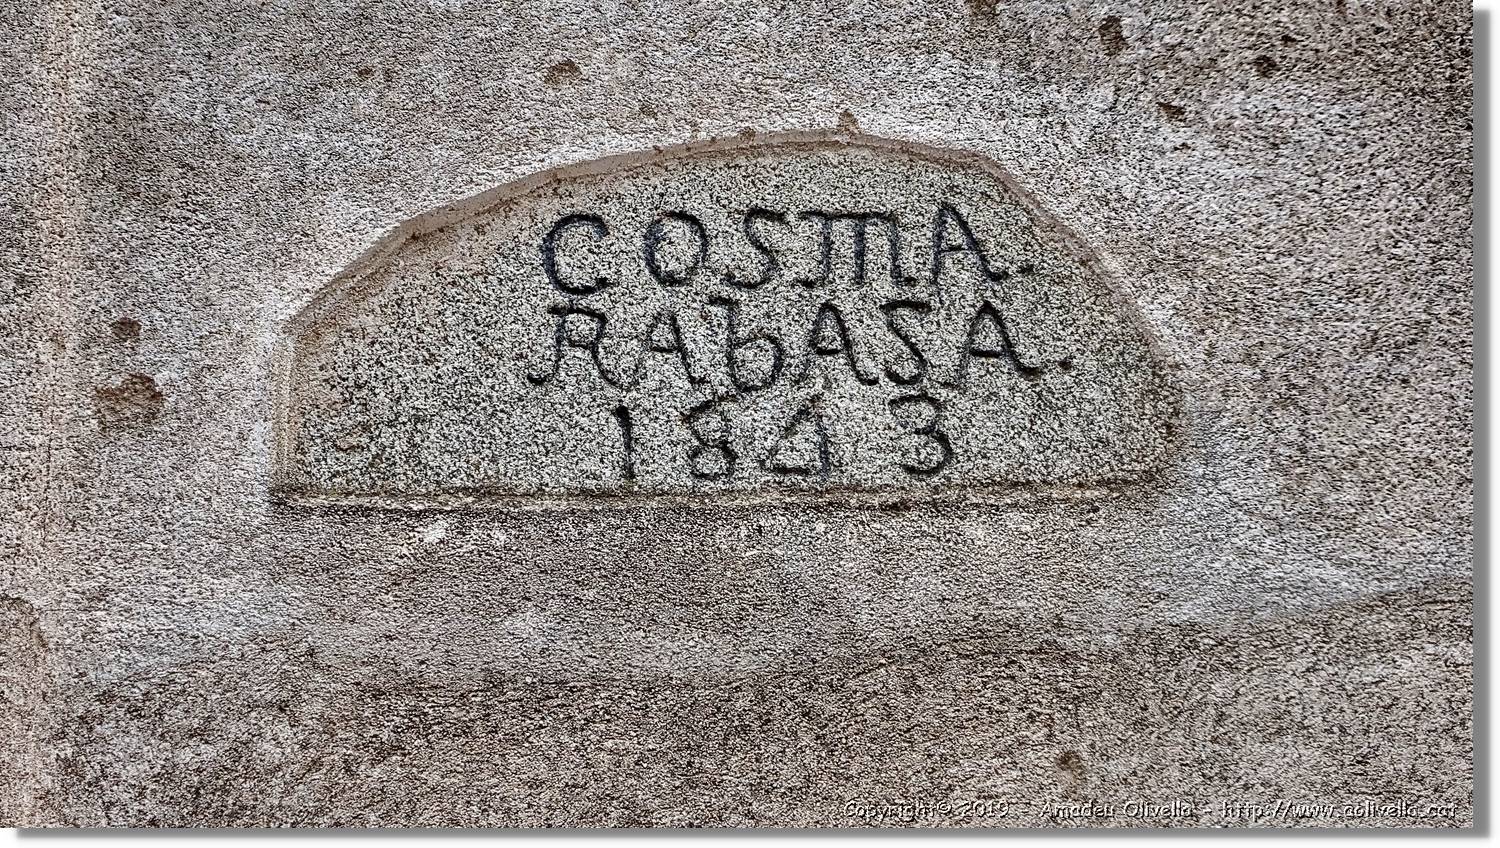 COSMA.
RAbASA.
1843
Copyright © 2019 - Amadeu Olivella - http://www.aolivella.cat